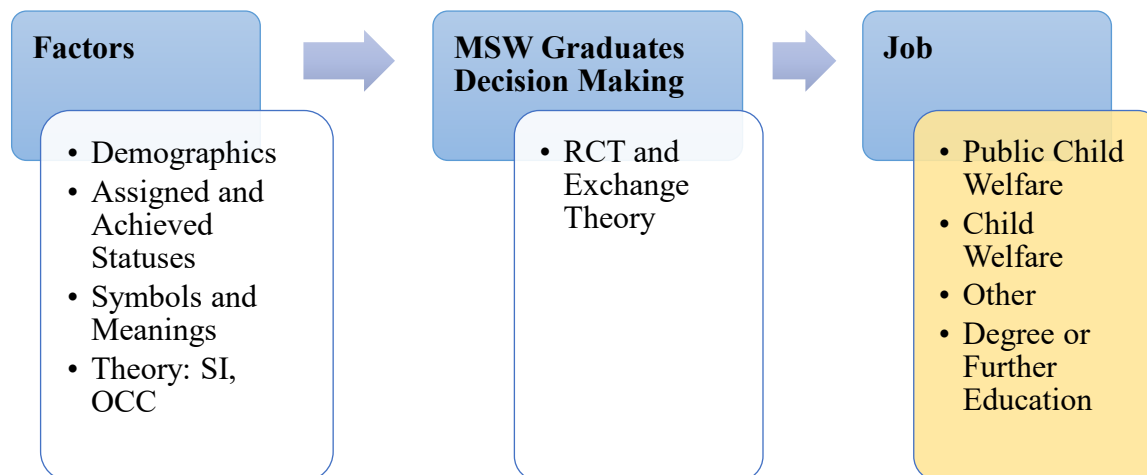 Factors
• Demographics
• Assigned and
Achieved
Statuses
• Symbols and
Meanings
• Theory: SI,
OCC
MSW Graduates
Decision Making
• RCT and
Exchange
Theory
Job
• Public Child
Welfare
• Child
Welfare
• Other
• Degree or
Further
Education